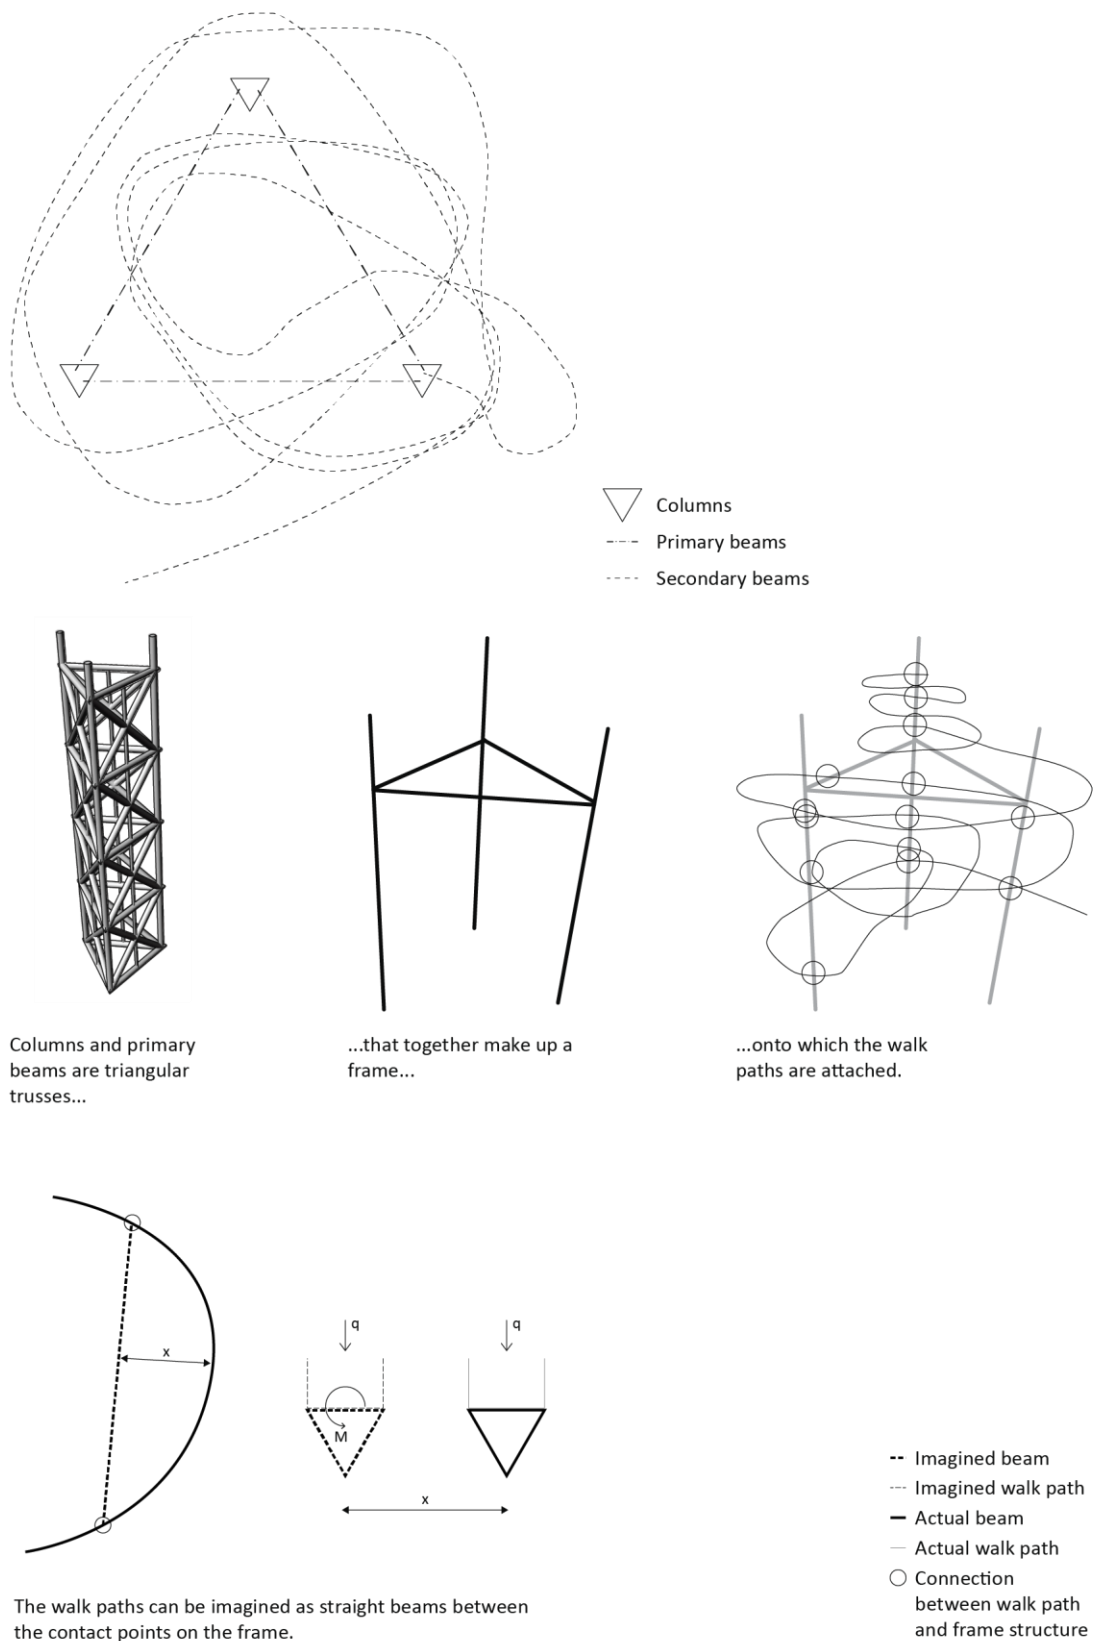 Columns
Primary beams
Secondary beams
Columns and primary
beams are triangular
trusses...
...that together make up a
frame...
...onto which the walk
paths are attached.
x
q
q
M
x
Imagined beam
Imagined walk path
Actual beam
Actual walk path
Connection
between walk path
and frame structure
The walk paths can be imagined as straight beams between
the contact points on the frame.